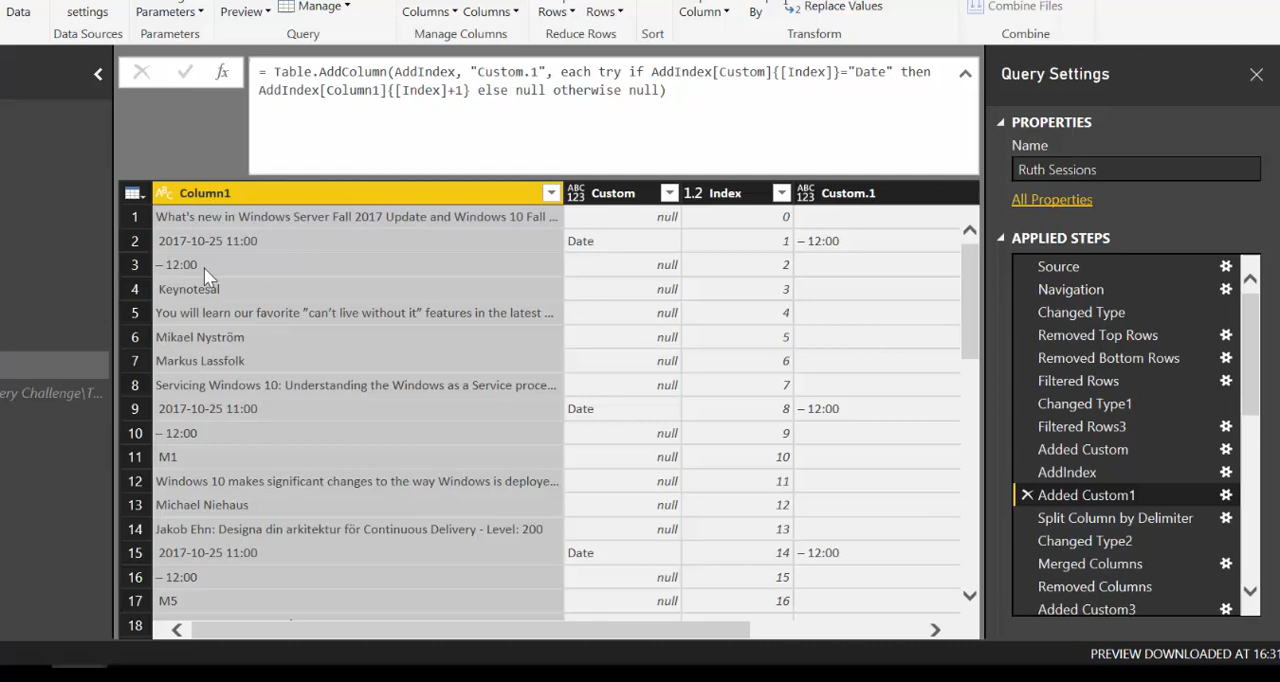 Data
settings
Parameters
Preview
Manage
Columns
Columns
Rows
Rows
Column
By
Replace Values
Combine Files
Data Sources
Parameters
Query
Manage Columns
Reduce Rows
Sort
Transform
Combine
fx
= Table.AddColumn(AddIndex, "Custom.1", each try if AddIndex[Custom]{[Index]}="Date" then
AddIndex[Column1]{[Index]+1} else null otherwise null)
ery Challenge\T...
ABC Column1 ABC 123 Custom 1.2 Index ABC 123 Custom.1
1 What's new in Windows Server Fall 2017 Update and Windows 10 Fall ... null 0
2 2017-10-25 11:00 Date 1 – 12:00
3 – 12:00 null 2
4 Keynotesal null 3
5 You will learn our favorite ”can’t live without it” features in the latest ... null 4
6 Mikael Nyström null 5
7 Markus Lassfolk null 6
8 Servicing Windows 10: Understanding the Windows as a Service proce... null 7
9 2017-10-25 11:00 Date 8 – 12:00
10 – 12:00 null 9
11 M1 null 10
12 Windows 10 makes significant changes to the way Windows is deploye... null 11
13 Michael Niehaus null 12
14 Jakob Ehn: Designa din arkitektur för Continuous Delivery - Level: 200 null 13
15 2017-10-25 11:00 Date 14 – 12:00
16 – 12:00 null 15
17 M5 null 16
18
Query Settings
PROPERTIES
Name
Ruth Sessions
All Properties
APPLIED STEPS
Source
Navigation
Changed Type
Removed Top Rows
Removed Bottom Rows
Filtered Rows
Changed Type1
Filtered Rows3
Added Custom
AddIndex
Added Custom1
Split Column by Delimiter
Changed Type2
Merged Columns
Removed Columns
Added Custom3
PREVIEW DOWNLOADED AT 16:31